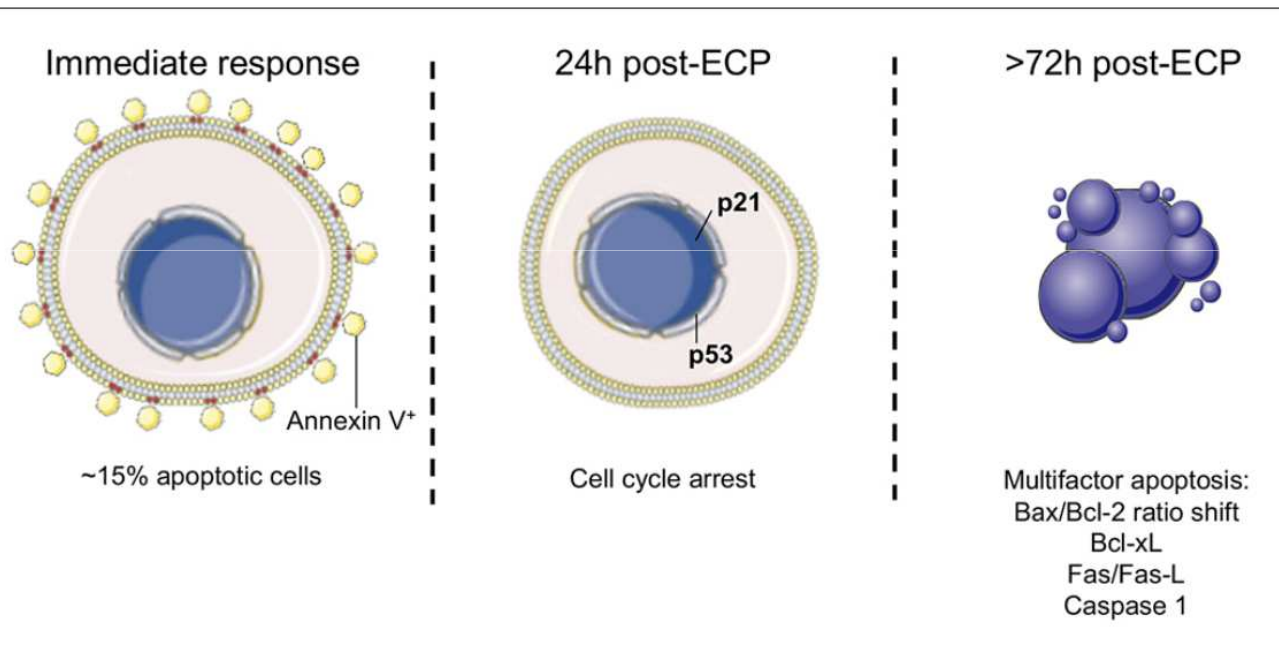 Immediate response
24h post-ECP
>72h post-ECP
p21
p53
Annexin V⁺
~15% apoptotic cells
Cell cycle arrest
Multifactor apoptosis:
Bax/Bcl-2 ratio shift
Bcl-xL
Fas/Fas-L
Caspase 1